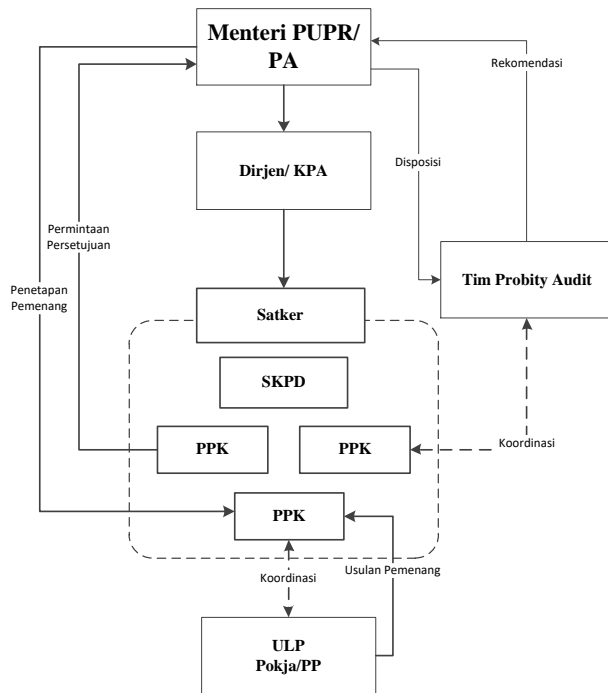 Menteri PUPR/
PA
Rekomendasi
Dirjen/ KPA
Disposisi
Permintaan
Persetujuan
Penetapan
Pemenang
Tim Probity Audit
Satker
SKPD
PPK
PPK
Koordinasi
PPK
Koordinasi
Usulan Pemenang
ULP
Pokja/PP